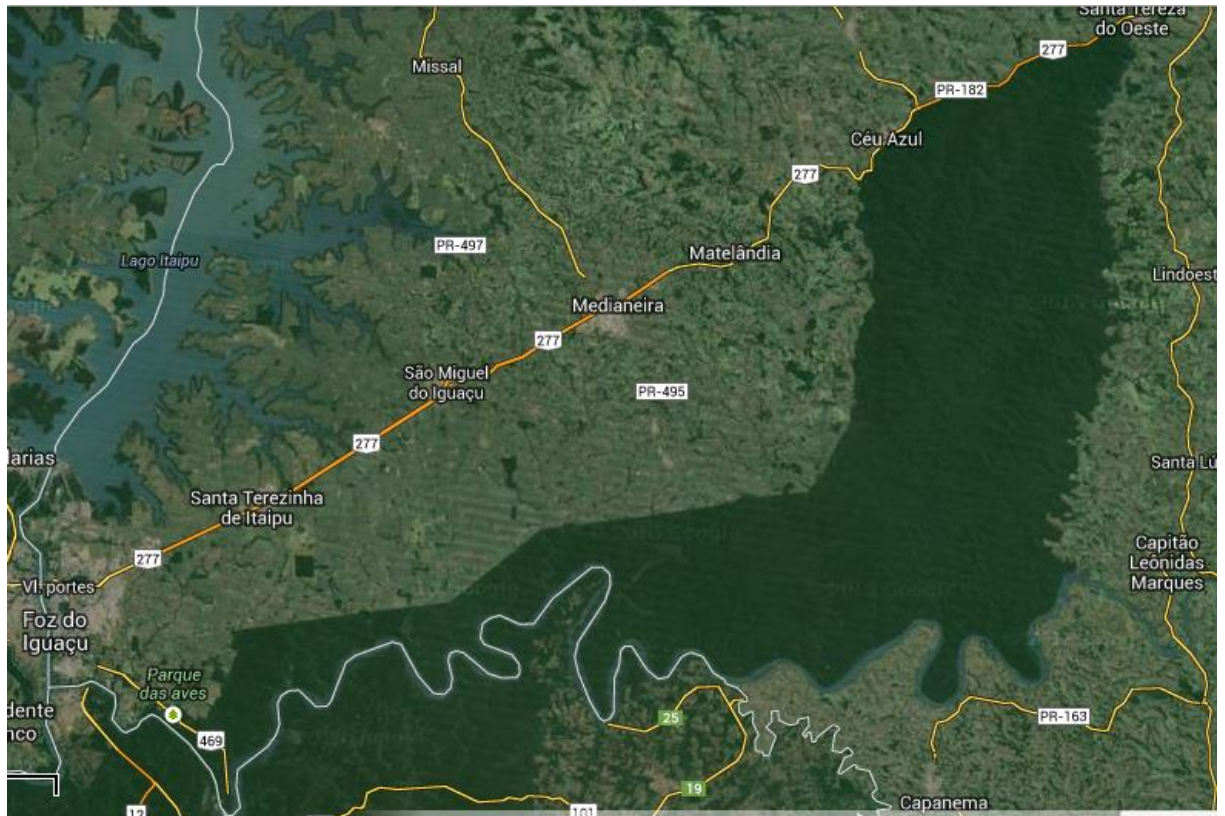 Santa Tereza
do Oeste
277
Missal
PR-182
Céu Azul
277
PR-497
Matelândia
Lago Itaipu
Lindoest
Medianeira
277
São Miguel
do Iguaçu
PR-495
277
larias
Santa Lú
Santa Terezinha
de Itaipu
277
Capitão
Leônidas
Marques
Vl. portes
Foz do
Iguaçu
Parque
das aves
dente
nco
469
25
PR-163
19
12
101
Capanema